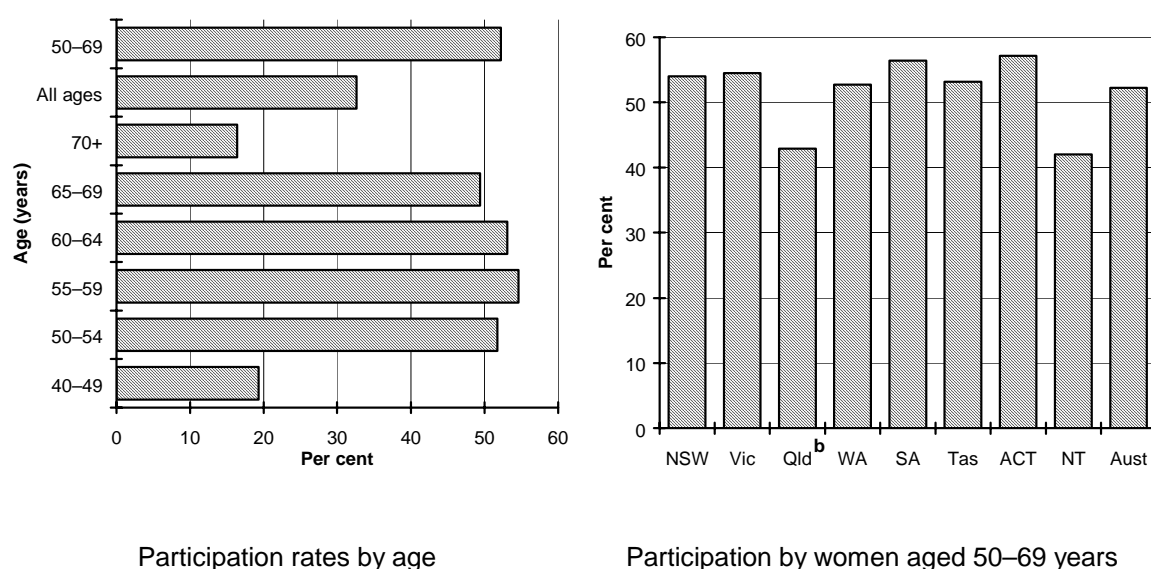 Age (years)
50–69
All ages
70+
65–69
60–64
55–59
50–54
40–49
0 10 20 30 40 50 60
Per cent
Participation rates by age
Per cent
60
50
40
30
20
10
0
NSW Vic Qld b WA SA Tas ACT NT Aust
Participation by women aged 50–69 years